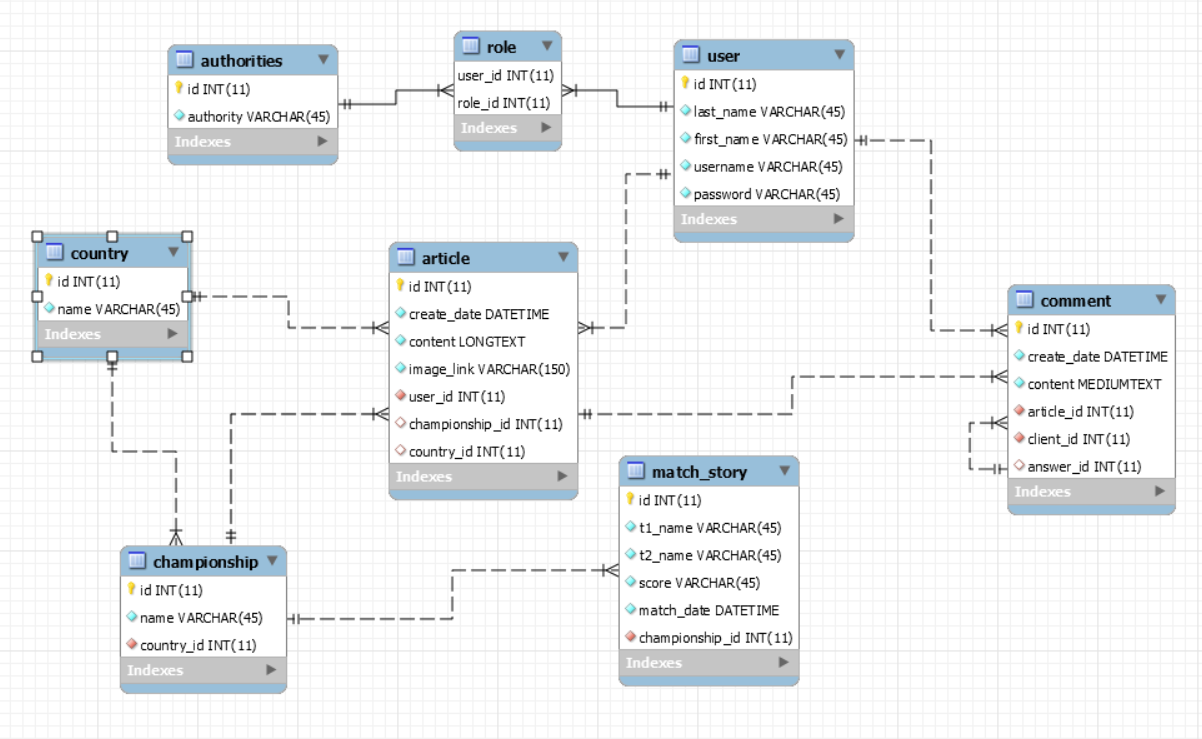 authorities
id INT(11)
authority VARCHAR(45)
Indexes
role
user_id INT(11)
role_id INT(11)
Indexes
user
id INT(11)
last_name VARCHAR(45)
first_name VARCHAR(45)
username VARCHAR(45)
password VARCHAR(45)
Indexes
country
id INT(11)
name VARCHAR(45)
Indexes
article
id INT(11)
create_date DATETIME
content LONGTEXT
image_link VARCHAR(150)
user_id INT(11)
championship_id INT(11)
country_id INT(11)
Indexes
comment
id INT(11)
create_date DATETIME
content MEDIUMTEXT
article_id INT(11)
client_id INT(11)
answer_id INT(11)
Indexes
championship
id INT(11)
name VARCHAR(45)
country_id INT(11)
Indexes
match_story
id INT(11)
t1_name VARCHAR(45)
t2_name VARCHAR(45)
score VARCHAR(45)
match_date DATETIME
championship_id INT(11)
Indexes